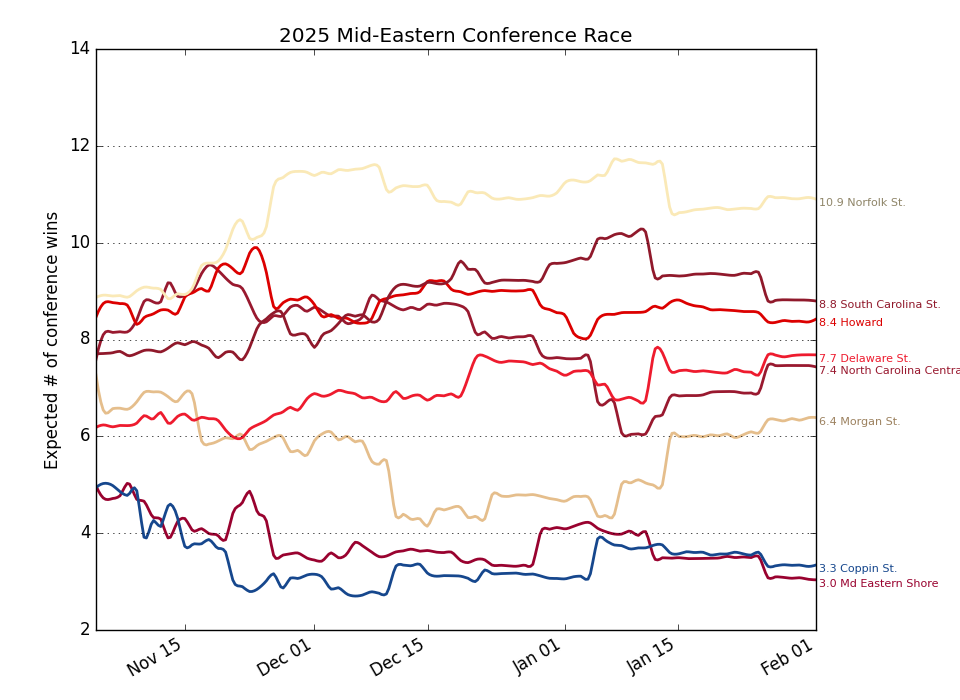 2025 Mid-Eastern Conference Race
Expected # of conference wins
14
12
10
8
6
4
2
10.9 Norfolk St.
8.8 South Carolina St.
8.4 Howard
7.7 Delaware St.
7.4 North Carolina Centra
6.4 Morgan St.
3.3 Coppin St.
3.0 Md Eastern Shore
Nov 15
Dec 01
Dec 15
Jan 01
Jan 15
Feb 01